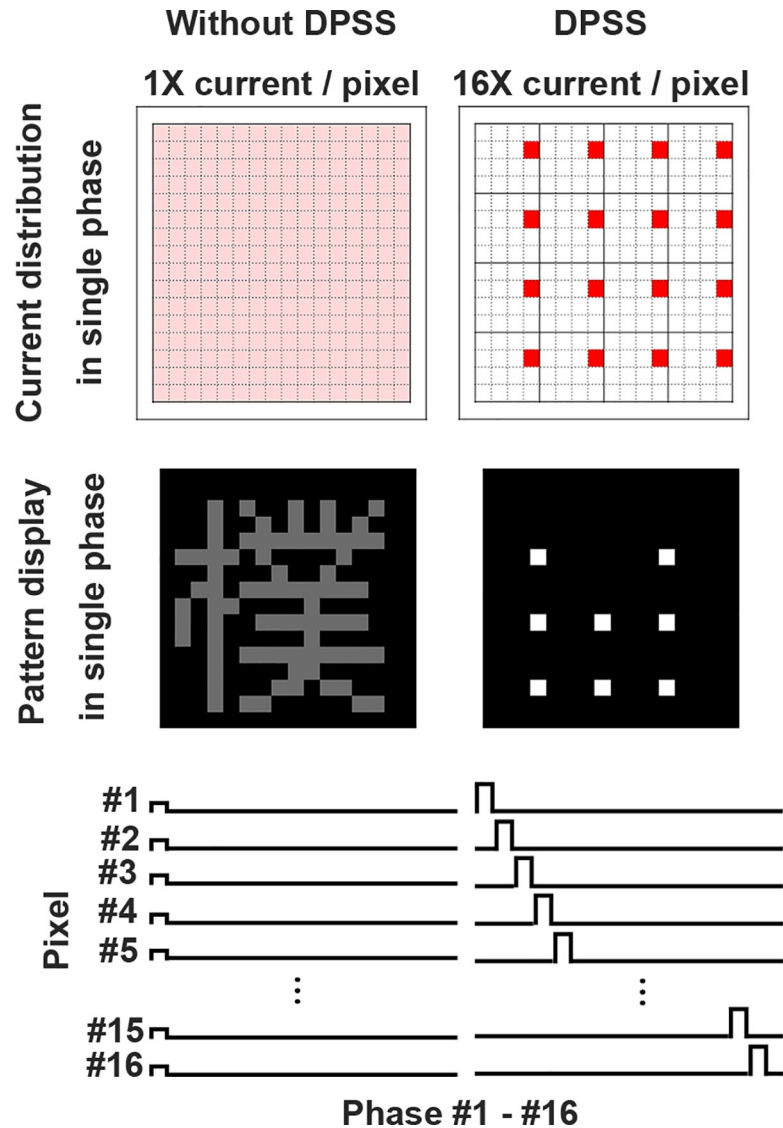 Without DPSS
DPSS
1X current / pixel
16X current / pixel
Current distribution
in single phase
Pattern display
in single phase
樸
Pixel
#1
#2
#3
#4
#5
⋮
⋮
#15
#16
Phase #1 - #16